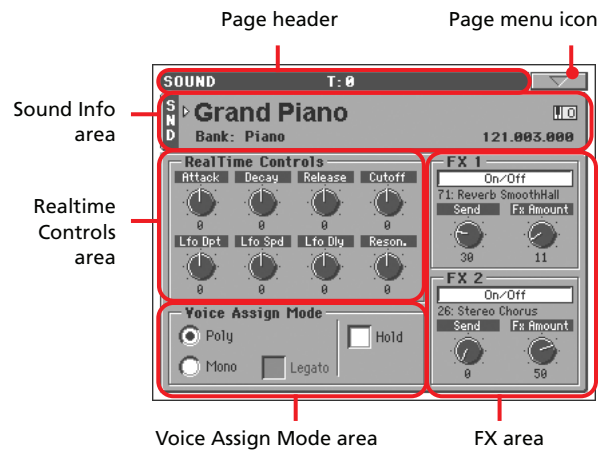 Page header
Page menu icon
SOUND T:0
Sound Info area
SND
Grand Piano
Bank: Piano
121.003.000
Realtime Controls area
RealTime Controls
Attack Decay Release Cutoff
0 0 0 0
Lfo Dpt Lfo Spd Lfo Dly Reson.
0 0 0 0
FX 1
On/Off
71: Reverb SmoothHall
Send Fx Amount
30 11
FX 2
On/Off
26: Stereo Chorus
Send Fx Amount
0 50
Voice Assign Mode
Poly
Hold
Mono
Legato
Voice Assign Mode area
FX area